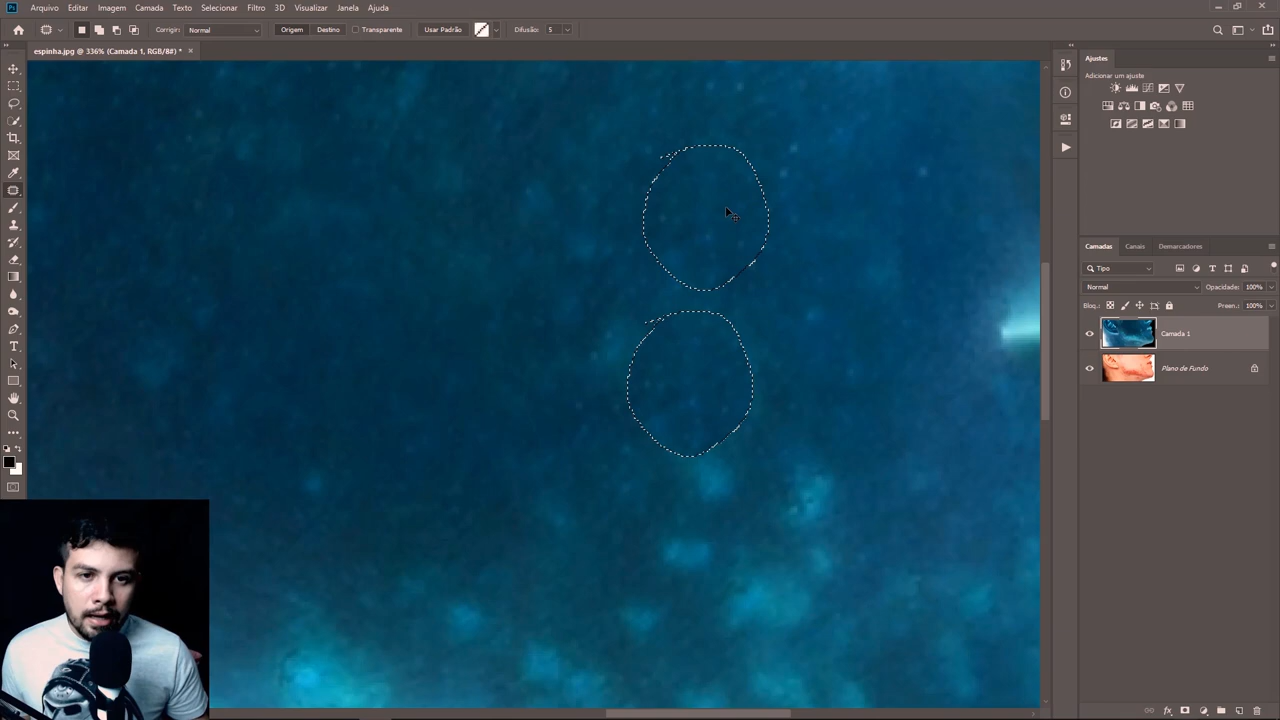 Ps Arquivo Editar Imagem Camada Texto Selecionar Filtro 3D Visualizar Janela Ajuda
Corrigir: Normal Origem Destino Transparente Usar Padrão Difusão: 5
espinha.jpg @ 336% (Camada 1, RGB/8#) * ×
Ajustes
Adicionar um ajuste
Camadas Canais Demarcadores
Tipo
Normal Opacidade: 100%
Bloq.: Preen.: 100%
Camada 1
Plano de Fundo